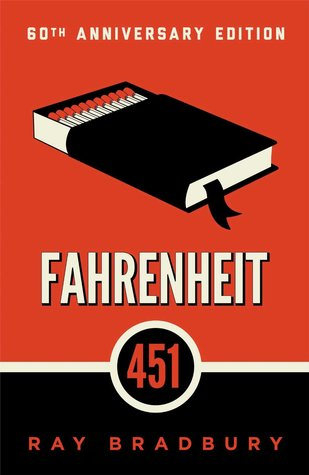 60TH ANNIVERSARY EDITION
FAHRENHEIT
451
RAY BRADBURY